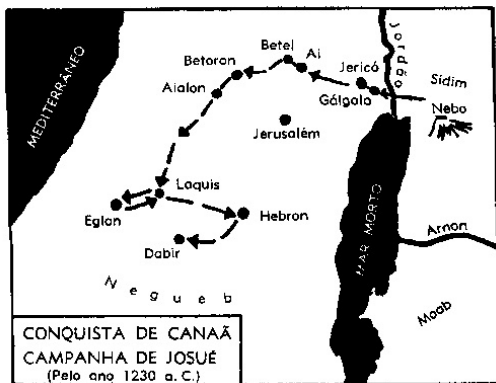 MEDITERRÂNEO
Jordão
Betel
Ai
Betoron
Jericó
Sidim
Aialon
Gálgala
Nebo
Jerusalém
Laquis
Eglon
Hebron
Dabir
MAR MORTO
Arnon
Negueb
Moab
CONQUISTA DE CANAÃ
CAMPANHA DE JOSUÉ
(Pelo ano 1230 a. C.)